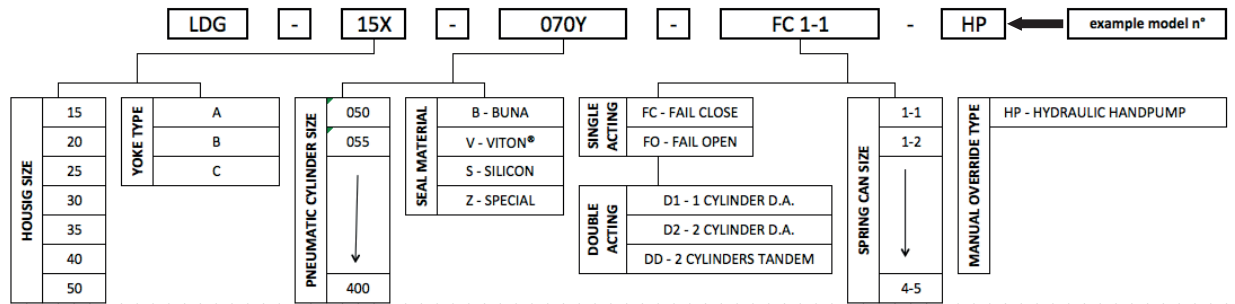 LDG - 15X - 070Y - FC 1-1 - HP example model n°
HOUSIG SIZE
15
20
25
30
35
40
50
YOKE TYPE
A
B
C
PNEUMATIC CYLINDER SIZE
050
055
400
SEAL MATERIAL
B - BUNA
V - VITON®
S - SILICON
Z - SPECIAL
SINGLE
ACTING
FC - FAIL CLOSE
FO - FAIL OPEN
DOUBLE
ACTING
D1 - 1 CYLINDER D.A.
D2 - 2 CYLINDER D.A.
DD - 2 CYLINDERS TANDEM
SPRING CAN SIZE
1-1
1-2
4-5
MANUAL OVERRIDE TYPE
HP - HYDRAULIC HANDPUMP